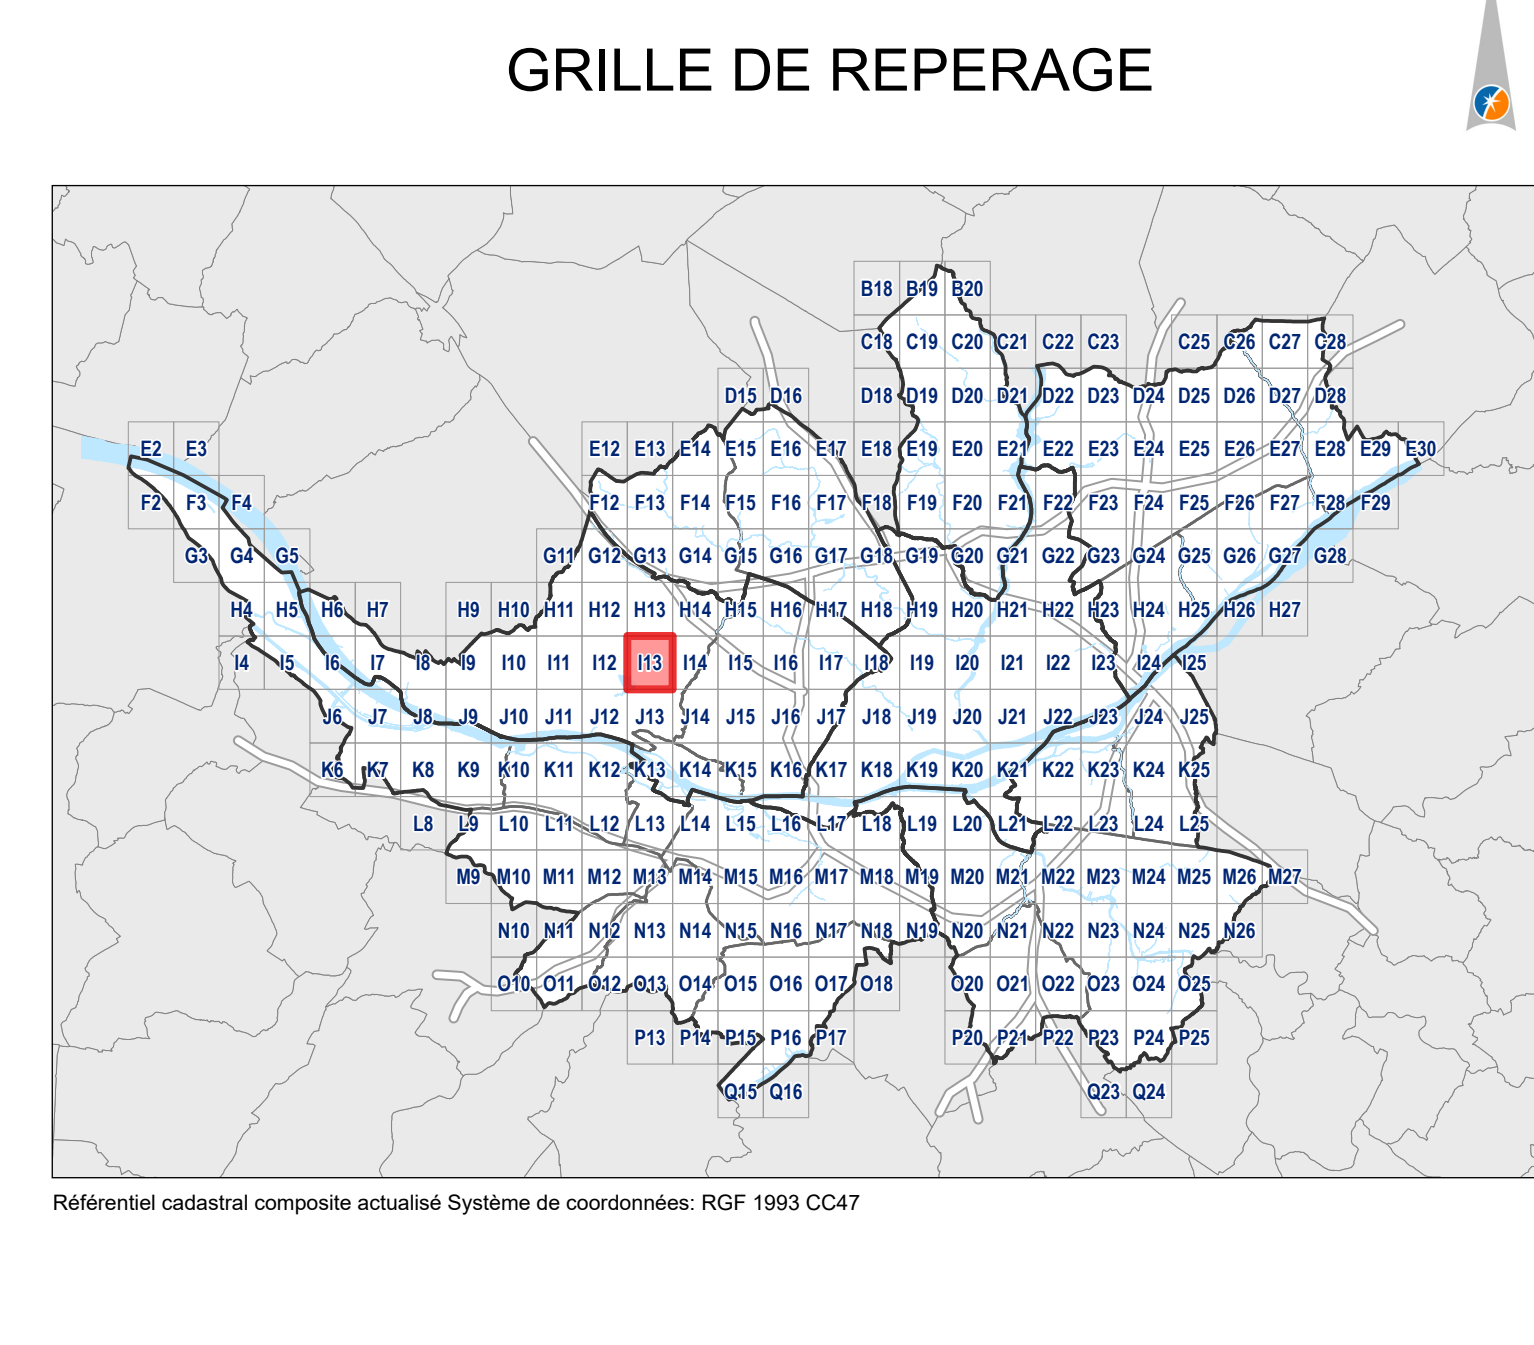 GRILLE DE REPERAGE
B18 B19 B20
C18 C19 C20 C21 C22 C23 C25 C26 C27 C28
D15 D16 D18 D19 D20 D21 D22 D23 D24 D25 D26 D27 D28
E2 E3 E12 E13 E14 E15 E16 E17 E18 E19 E20 E21 E22 E23 E24 E25 E26 E27 E28 E29 E30
F2 F3 F4 F12 F13 F14 F15 F16 F17 F18 F19 F20 F21 F22 F23 F24 F25 F26 F27 F28 F29
G3 G4 G5 G11 G12 G13 G14 G15 G16 G17 G18 G19 G20 G21 G22 G23 G24 G25 G26 G27 G28
H4 H5 H6 H7 H9 H10 H11 H12 H13 H14 H15 H16 H17 H18 H19 H20 H21 H22 H23 H24 H25 H26 H27
I4 I5 I6 I7 I8 I9 I10 I11 I12 I13 I14 I15 I16 I17 I18 I19 I20 I21 I22 I23 I24 I25
J6 J7 J8 J9 J10 J11 J12 J13 J14 J15 J16 J17 J18 J19 J20 J21 J22 J23 J24 J25
K6 K7 K8 K9 K10 K11 K12 K13 K14 K15 K16 K17 K18 K19 K20 K21 K22 K23 K24 K25
L8 L9 L10 L11 L12 L13 L14 L15 L16 L17 L18 L19 L20 L21 L22 L23 L24 L25
M9 M10 M11 M12 M13 M14 M15 M16 M17 M18 M19 M20 M21 M22 M23 M24 M25 M26 M27
N10 N11 N12 N13 N14 N15 N16 N17 N18 N19 N20 N21 N22 N23 N24 N25 N26
O10 O11 O12 O13 O14 O15 O16 O17 O18 O20 O21 O22 O23 O24 O25
P13 P14 P15 P16 P17 P20 P21 P22 P23 P24 P25
Q15 Q16 Q23 Q24
Référentiel cadastral composite actualisé Système de coordonnées: RGF 1993 CC47